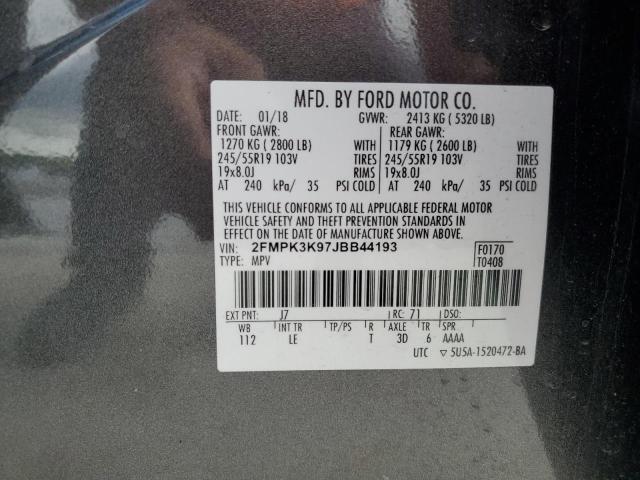 MFD. BY FORD MOTOR CO.
DATE: 01/18 GVWR: 2413 KG ( 5320 LB)
FRONT GAWR: REAR GAWR:
1270 KG ( 2800 LB) WITH 1179 KG ( 2600 LB) WITH
245/55R19 103V TIRES 245/55R19 103V TIRES
19x8.0J RIMS 19x8.0J RIMS
AT 240 kPa/ 35 PSI COLD AT 240 kPa/ 35 PSI COLD
THIS VEHICLE CONFORMS TO ALL APPLICABLE FEDERAL MOTOR
VEHICLE SAFETY AND THEFT PREVENTION STANDARDS IN
EFFECT ON THE DATE OF MANUFACTURE SHOWN ABOVE.
VIN: 2FMPK3K97JBB44193 F0170
TYPE: MPV T0408
EXT PNT: J7 RC: 71 DSO:
WB INT TR TP/PS R AXLE TR SPR
112 LE T 3D 6 AAAA
UTC ▽ 5U5A-1520472-BA